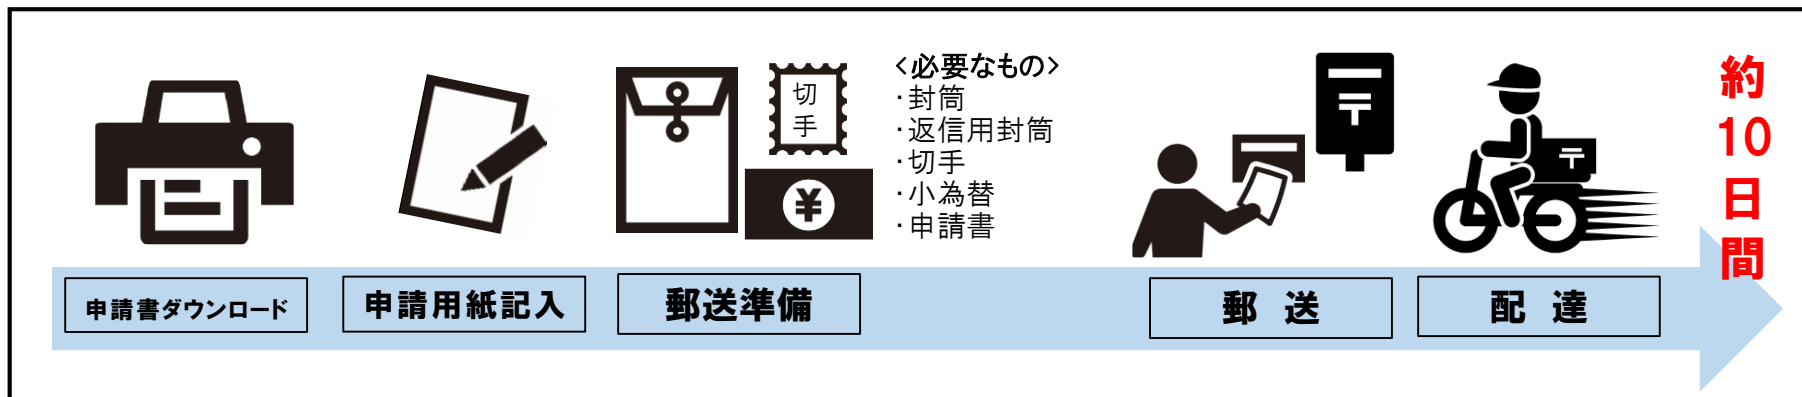 切手
<必要なもの>
・封筒
・返信用封筒
・切手
・小為替
・申請書
¥
〒
〒
約10日間
申請書ダウンロード
申請用紙記入
郵送準備
郵 送
配 達